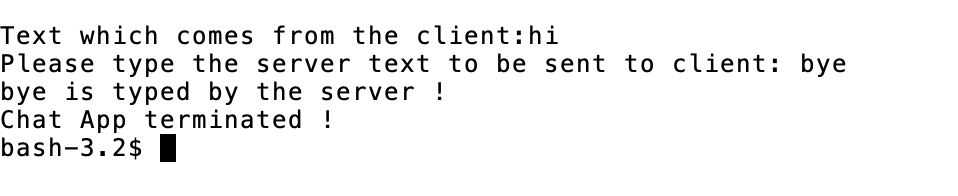 Text which comes from the client:hi
Please type the server text to be sent to client: bye
bye is typed by the server !
Chat App terminated !
bash-3.2$